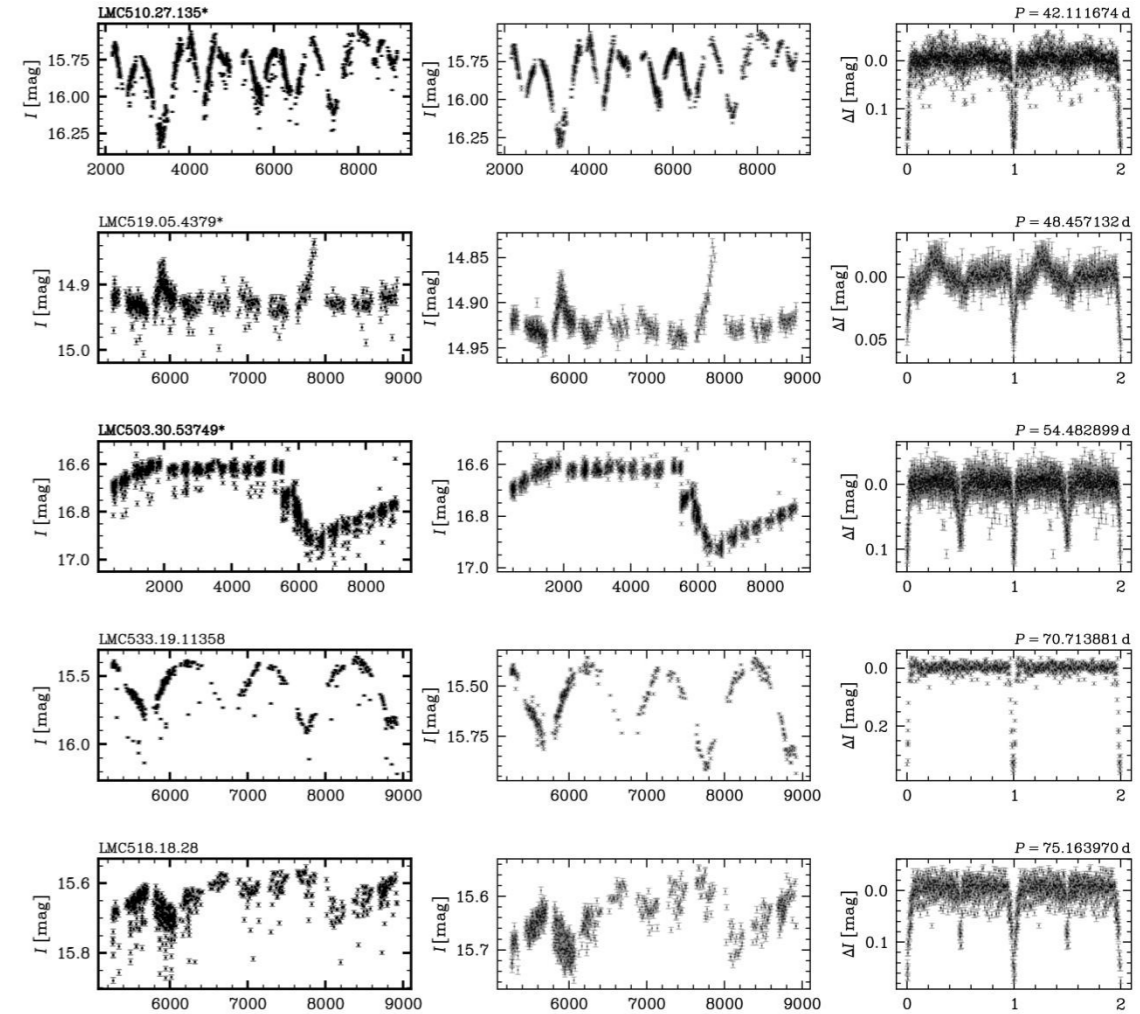 LMC510.27.135*
P = 42.111674 d
I [mag]
15.75
16.00
16.25
2000 4000 6000 8000
I [mag]
15.75
16.00
16.25
2000 4000 6000 8000
ΔI [mag]
0.0
0.1
0 1 2
LMC519.05.4379*
P = 48.457132 d
I [mag]
14.9
15.0
6000 7000 8000 9000
I [mag]
14.85
14.90
14.95
6000 7000 8000 9000
ΔI [mag]
0.00
0.05
0 1 2
LMC503.30.53749*
P = 54.482899 d
I [mag]
16.6
16.8
17.0
2000 4000 6000 8000
I [mag]
16.6
16.8
17.0
2000 4000 6000 8000
ΔI [mag]
0.0
0.1
0 1 2
LMC533.19.11358
P = 70.713881 d
I [mag]
15.5
16.0
6000 7000 8000 9000
I [mag]
15.50
15.75
6000 7000 8000 9000
ΔI [mag]
0.0
0.2
0 1 2
LMC518.18.28
P = 75.163970 d
I [mag]
15.6
15.8
6000 7000 8000 9000
I [mag]
15.6
15.7
6000 7000 8000 9000
ΔI [mag]
0.0
0.1
0 1 2